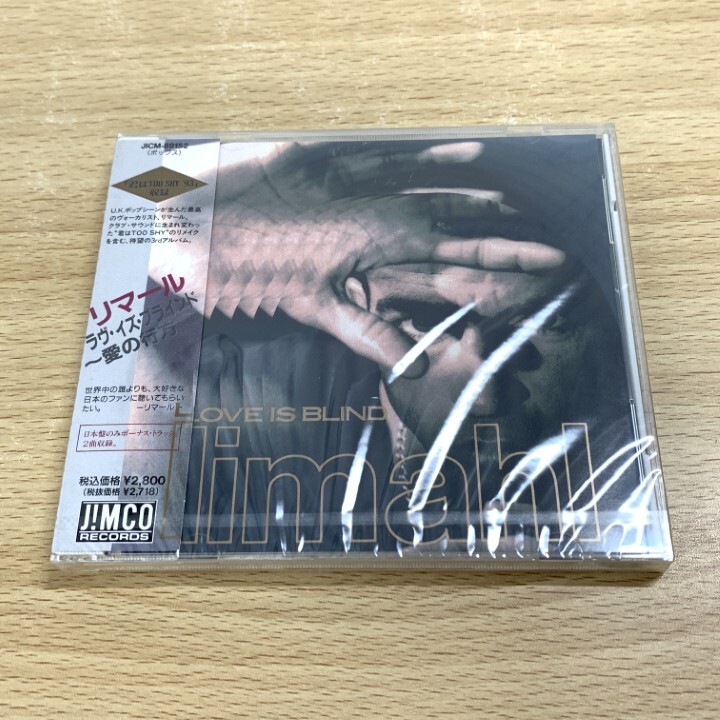 JICM-89152
(ポップス)
"君はTOO SHY '93"
収録
U.K.ポップシーンが生んだ最高
のヴォーカリスト、リマール。
クラブ・サウンドに生まれ変わっ
た"君はTOO SHY"のリメイク
を含む、待望の3rdアルバム。
リマール
ラヴ・イズ・ブラインド
〜愛の行方
世界中の誰よりも、大好きな
日本のファンに聴いてもらい
たい。 −リマール
日本盤のみボーナス・トラック
2曲収録。
税込価格 ¥2,800
(税抜価格 ¥2,718)
J!MCO
RECORDS
LOVE IS BLIND
limahl